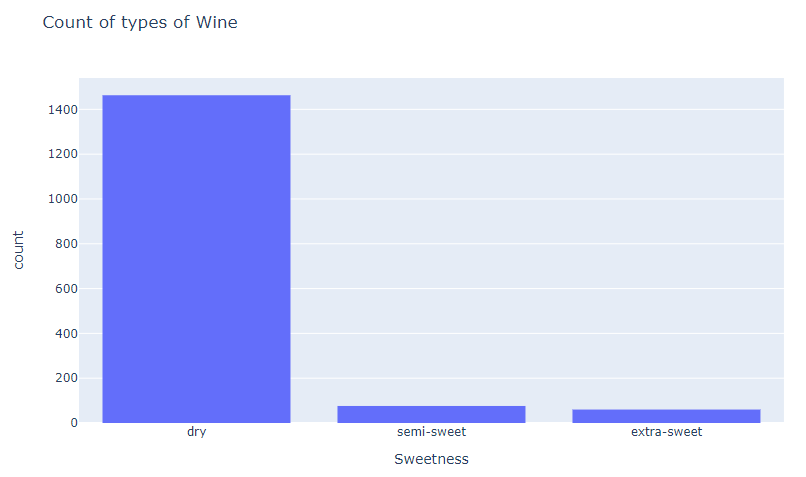 Count of types of Wine
count
1400
1200
1000
800
600
400
200
0
dry semi-sweet extra-sweet
Sweetness